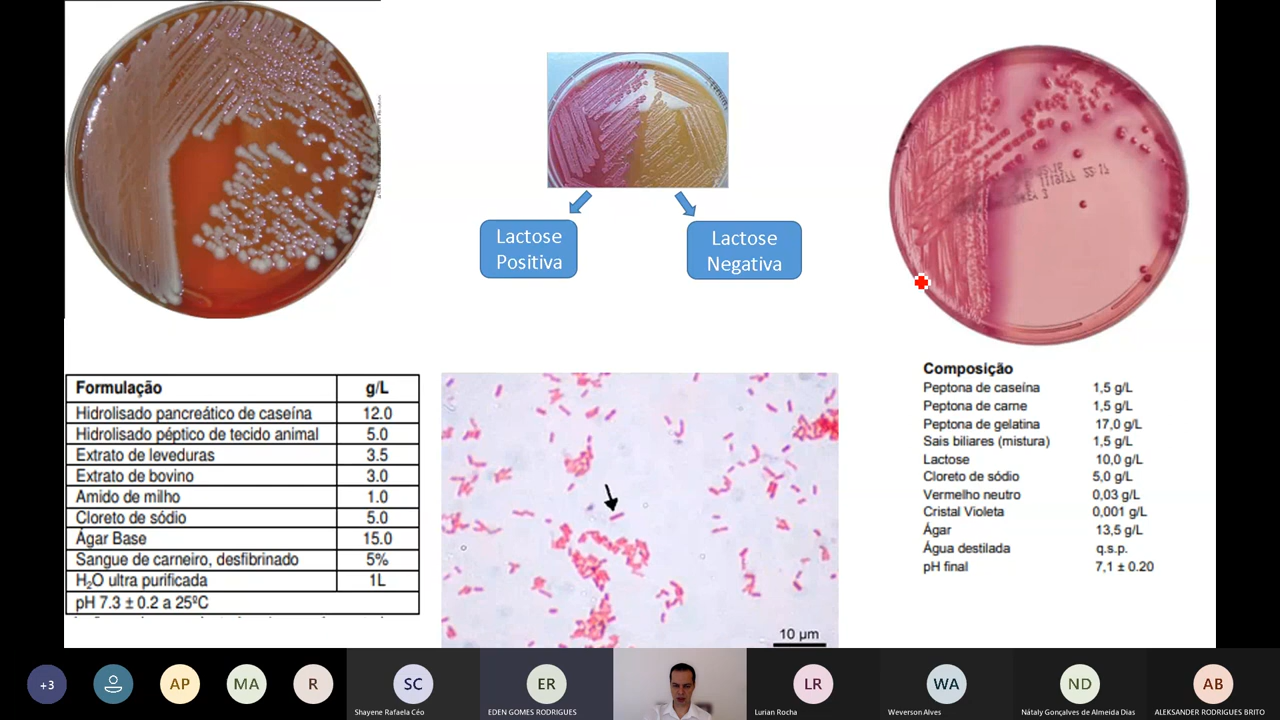 Lactose
Positiva
Lactose
Negativa
Formulação g/L
Hidrolisado pancreático de caseína 12.0
Hidrolisado péptico de tecido animal 5.0
Extrato de leveduras 3.5
Extrato de bovino 3.0
Amido de milho 1.0
Cloreto de sódio 5.0
Ágar Base 15.0
Sangue de carneiro, desfibrinado 5%
H₂O ultra purificada 1L
pH 7.3 ± 0.2 a 25ºC
10 µm
Composição
Peptona de caseína 1,5 g/L
Peptona de carne 1,5 g/L
Peptona de gelatina 17,0 g/L
Sais biliares (mistura) 1,5 g/L
Lactose 10,0 g/L
Cloreto de sódio 5,0 g/L
Vermelho neutro 0,03 g/L
Cristal Violeta 0,001 g/L
Ágar 13,5 g/L
Água destilada q.s.p.
pH final 7,1 ± 0.20
+3
AP
MA
R
SC
Shayene Rafaela Céo
ER
EDEN GOMES RODRIGUES
LR
Lurian Rocha
WA
Weverson Alves
ND
Nátaly Gonçalves de Almeida Dias
AB
ALEKSANDER RODRIGUES BRITO